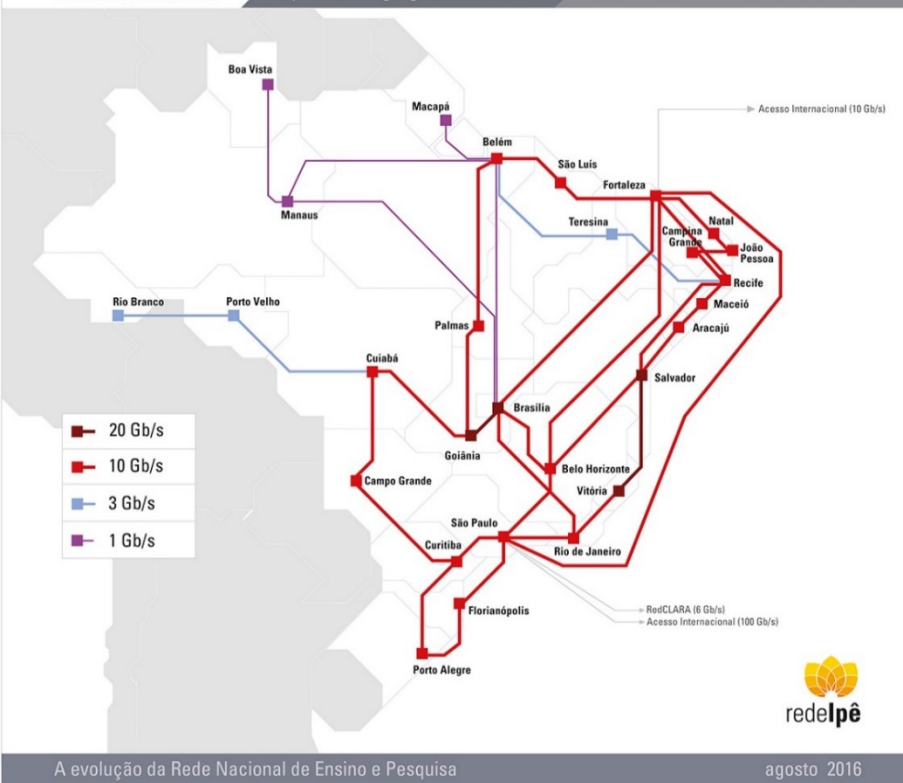 Boa Vista
Macapá
Acesso Internacional (10 Gb/s)
Belém
São Luís
Fortaleza
Manaus
Teresina
Natal
Campina
Grande
João
Pessoa
Recife
Rio Branco
Porto Velho
Maceió
Palmas
Aracajú
Cuiabá
Salvador
Brasília
20 Gb/s
Goiânia
10 Gb/s
Belo Horizonte
Campo Grande
Vitória
3 Gb/s
São Paulo
1 Gb/s
Curitiba
Rio de Janeiro
Florianópolis
RedCLARA (6 Gb/s)
Acesso Internacional (100 Gb/s)
Porto Alegre
redeIpê
A evolução da Rede Nacional de Ensino e Pesquisa
agosto 2016